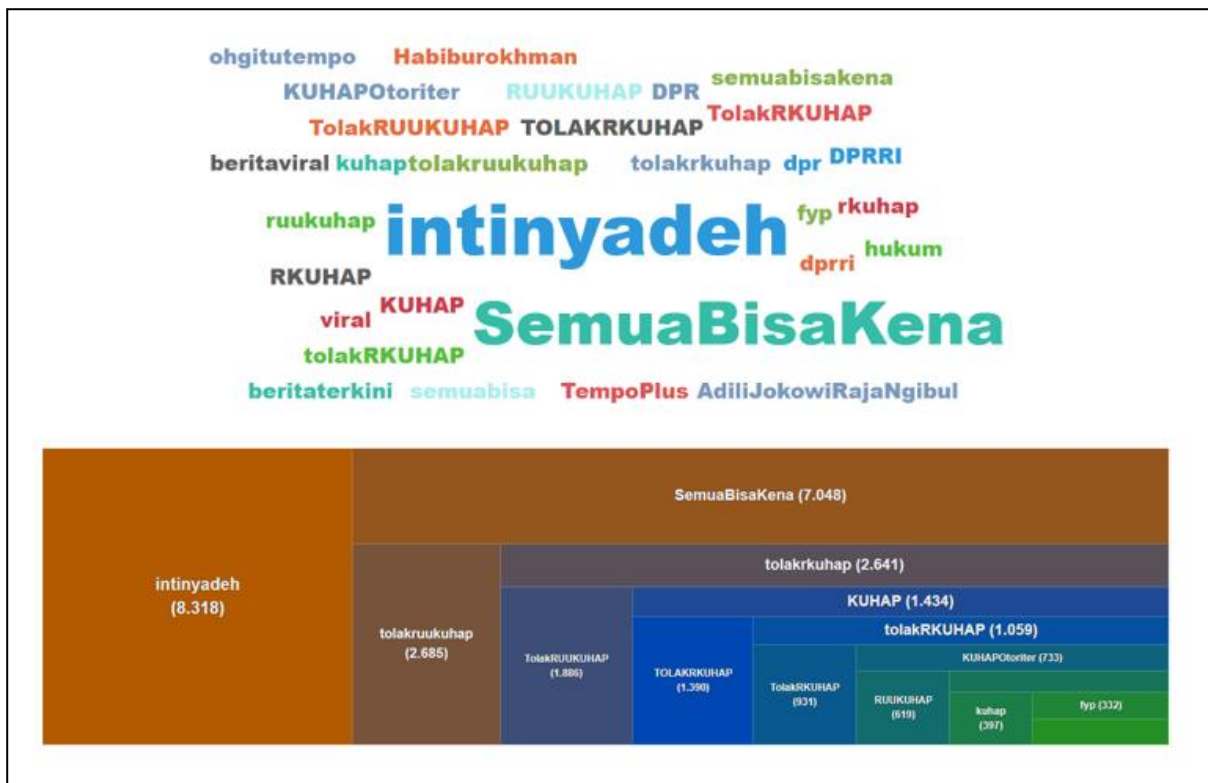 ohgitutempo Habiburokhman
KUHAPOtoriter RUUKUHAP DPR semuabisakena
TolakRUUKUHAP TOLAKRKUHAP TolakRKUHAP
beritaviral kuhap tolakruukuhap tolakrkuhap dpr DPRRI
ruukuhap intinyadeh fyp rkuhap
dprri hukum
RKUHAP
viral KUHAP SemuaBisaKena
tolakRKUHAP
beritaterkini semuabisa TempoPlus AdiliJokowiRajaNgibul
SemuaBisaKena (7.048)
intinyadeh
(8.318)
tolakruukuhap
(2.685)
tolakrkuhap (2.641)
TolakRUUKUHAP
(1.886)
KUHAP (1.434)
TOLAKRKUHAP
(1.390)
tolakRKUHAP (1.059)
TolakRKUHAP
(931)
KUHAPOtoriter (733)
RUUKUHAP
(619)
kuhap
(397)
fyp (332)